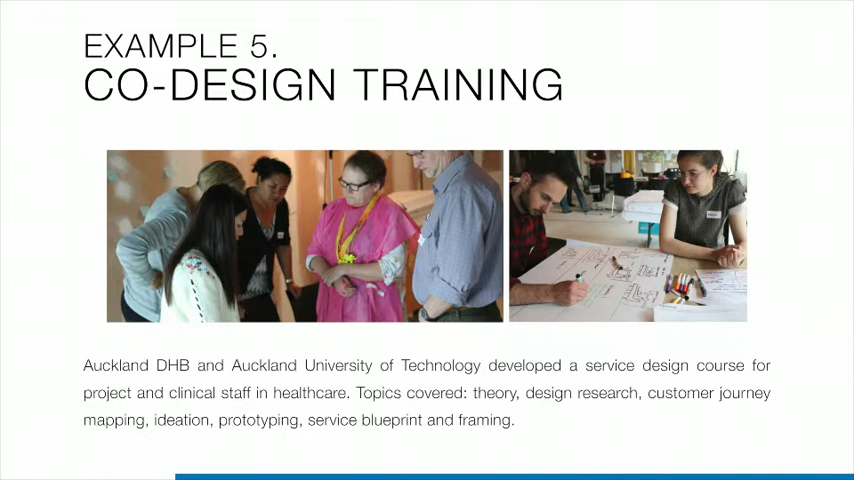 EXAMPLE 5.
CO-DESIGN TRAINING
Auckland DHB and Auckland University of Technology developed a service design course for
project and clinical staff in healthcare. Topics covered: theory, design research, customer journey
mapping, ideation, prototyping, service blueprint and framing.